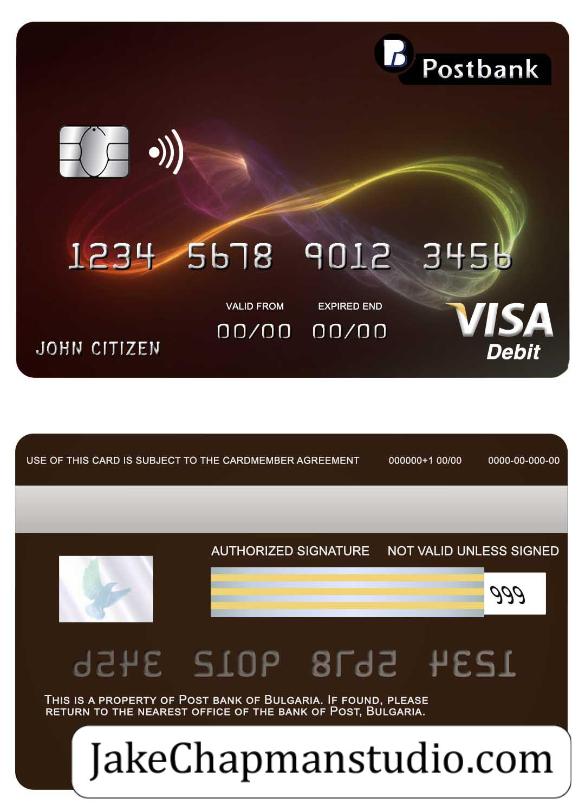 Postbank
1234 5678 9012 3456
VALID FROM EXPIRED END
00/00 00/00
VISA
Debit
JOHN CITIZEN
USE OF THIS CARD IS SUBJECT TO THE CARDMEMBER AGREEMENT 000000+1 00/00 0000-00-000-00
AUTHORIZED SIGNATURE NOT VALID UNLESS SIGNED
999
THIS IS A PROPERTY OF POST BANK OF BULGARIA. IF FOUND, PLEASE
RETURN TO THE NEAREST OFFICE OF THE BANK OF POST, BULGARIA.
JakeChapmanstudio.com